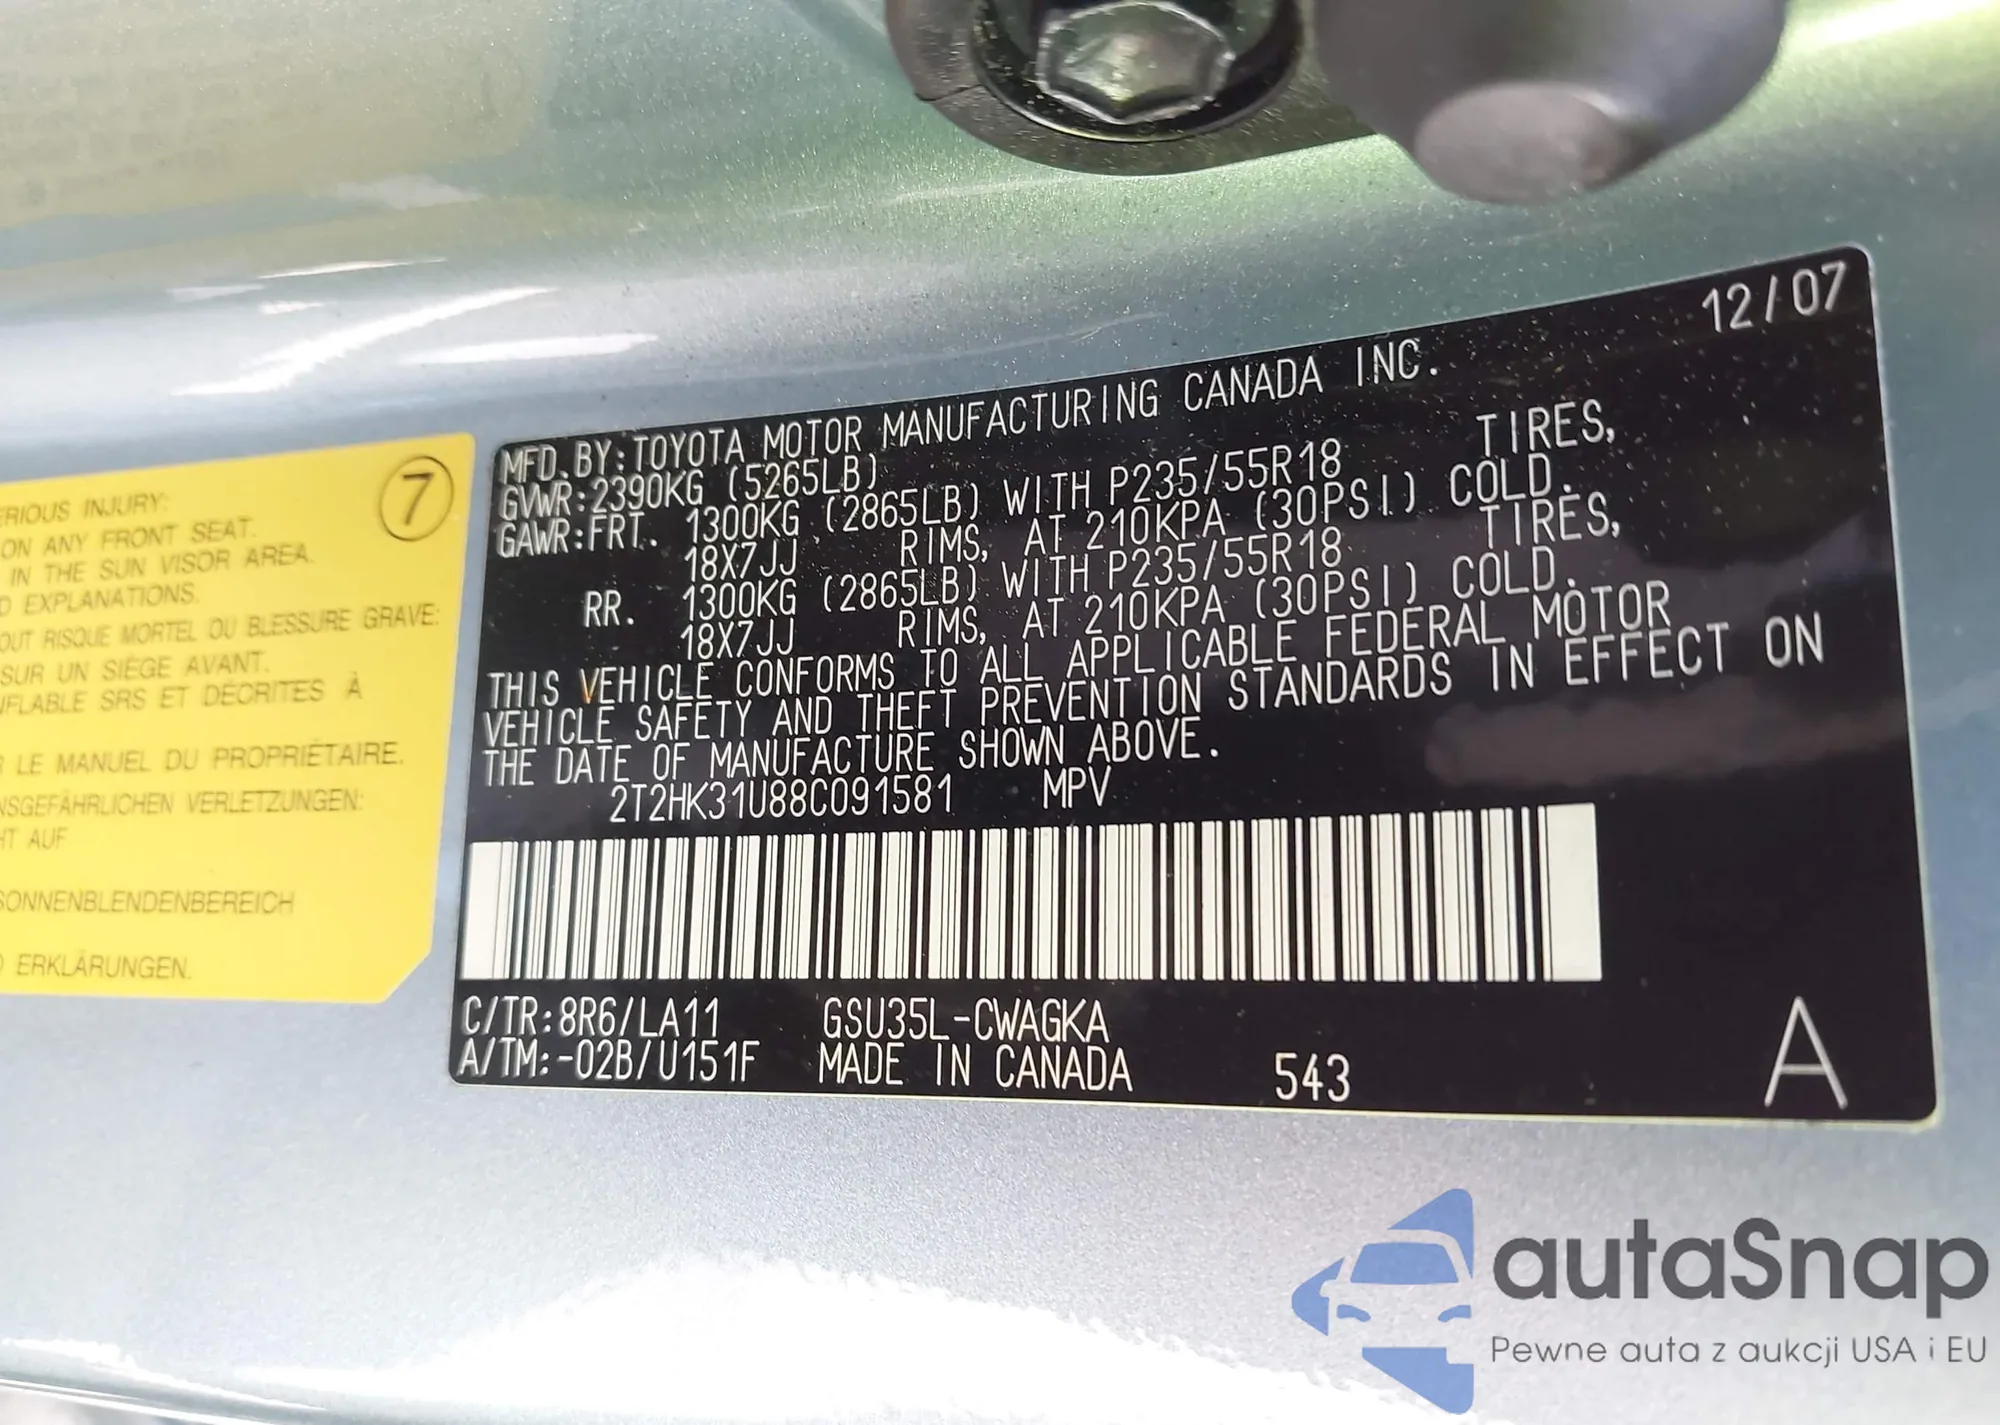 12/07
MFD. BY: TOYOTA MOTOR MANUFACTURING CANADA INC.
GVWR: 2390KG (5265LB)
GAWR: FRT. 1300KG (2865LB) WITH P235/55R18 TIRES,
18X7JJ RIMS, AT 210KPA (30PSI) COLD.
RR. 1300KG (2865LB) WITH P235/55R18 TIRES,
18X7JJ RIMS, AT 210KPA (30PSI) COLD.
THIS VEHICLE CONFORMS TO ALL APPLICABLE FEDERAL MOTOR
VEHICLE SAFETY AND THEFT PREVENTION STANDARDS IN EFFECT ON
THE DATE OF MANUFACTURE SHOWN ABOVE.
2T2HK31U88C091581 MPV
C/TR: 8R6/LA11 GSU35L-CWAGKA
A/TM: -02B/U151F MADE IN CANADA 543 A
7
ERIOUS INJURY:
ON ANY FRONT SEAT.
IN THE SUN VISOR AREA.
D EXPLANATIONS.
OUT RISQUE MORTEL OU BLESSURE GRAVE:
SUR UN SIÈGE AVANT.
NFLABLE SRS ET DÉCRITES À
R LE MANUEL DU PROPRIÉTAIRE.
NSGEFÄHRLICHEN VERLETZUNGEN:
HT AUF
SONNENBLENDENBEREICH
D ERKLÄRUNGEN.
autaSnap
Pewne auta z aukcji USA i EU